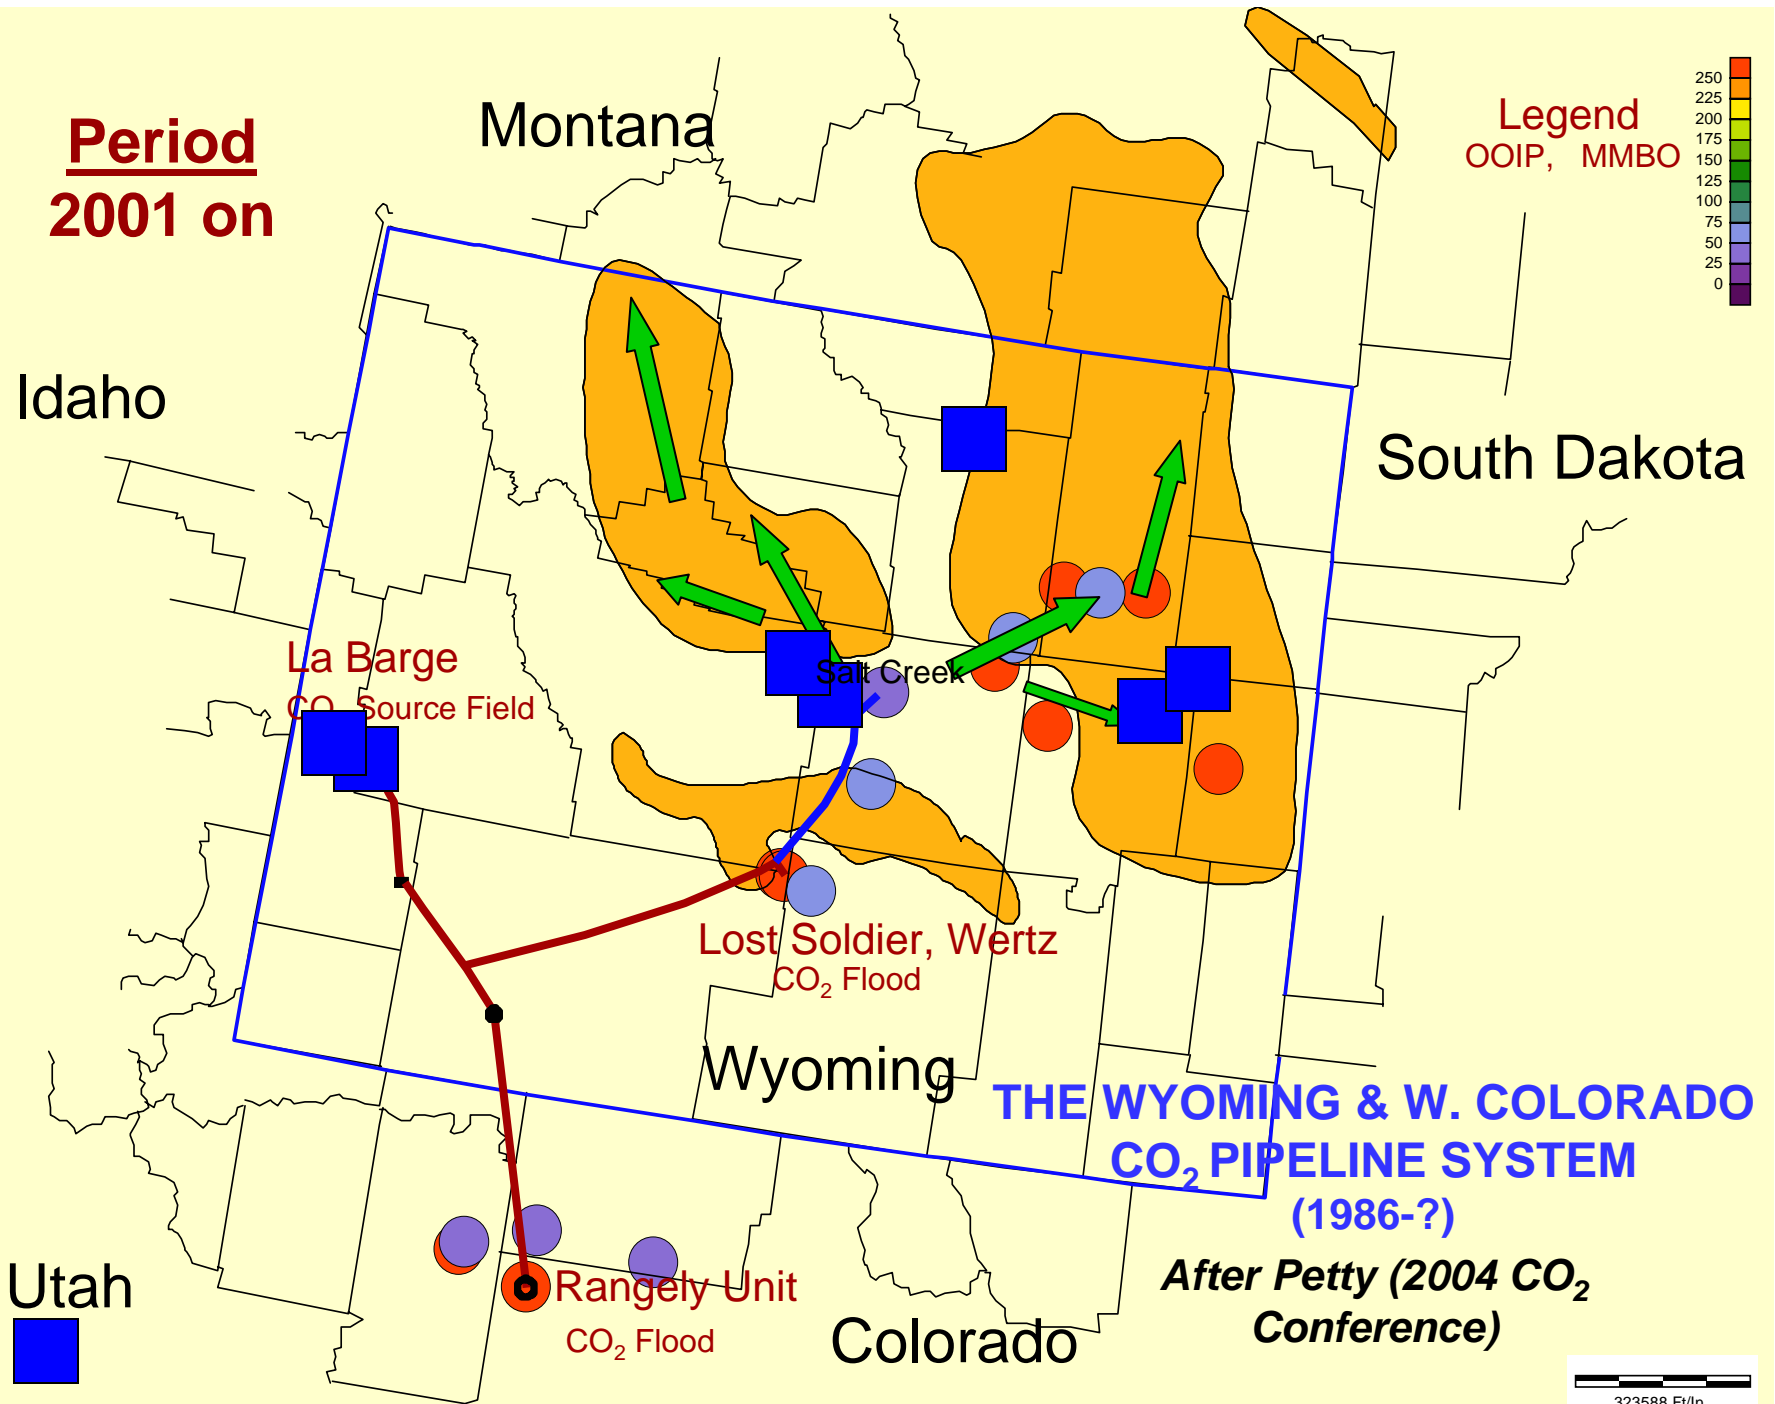 Period
2001 on
Montana
Legend
OOIP, MMBO
250
225
200
175
150
125
100
75
50
25
0
Idaho
South Dakota
La Barge
CO2 Source Field
Salt Creek
Lost Soldier, Wertz
CO2 Flood
Wyoming
THE WYOMING & W. COLORADO
CO2 PIPELINE SYSTEM
(1986-?)
After Petty (2004 CO2
Conference)
Utah
Rangely Unit
CO2 Flood
Colorado
323588 Ft/In